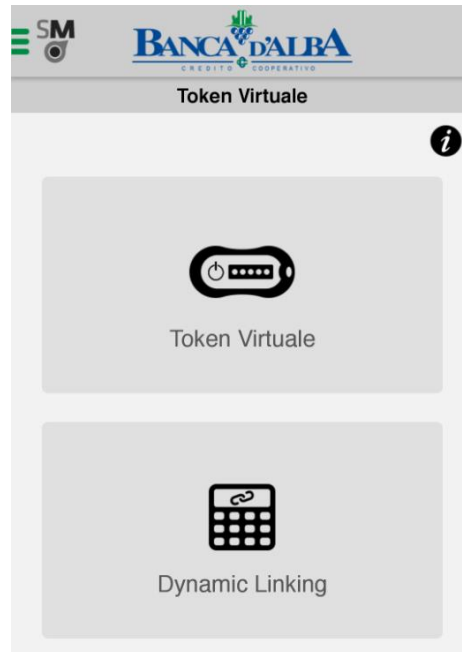 SM
BANCA D'ALBA
CREDITO COOPERATIVO
Token Virtuale
i
Token Virtuale
Dynamic Linking